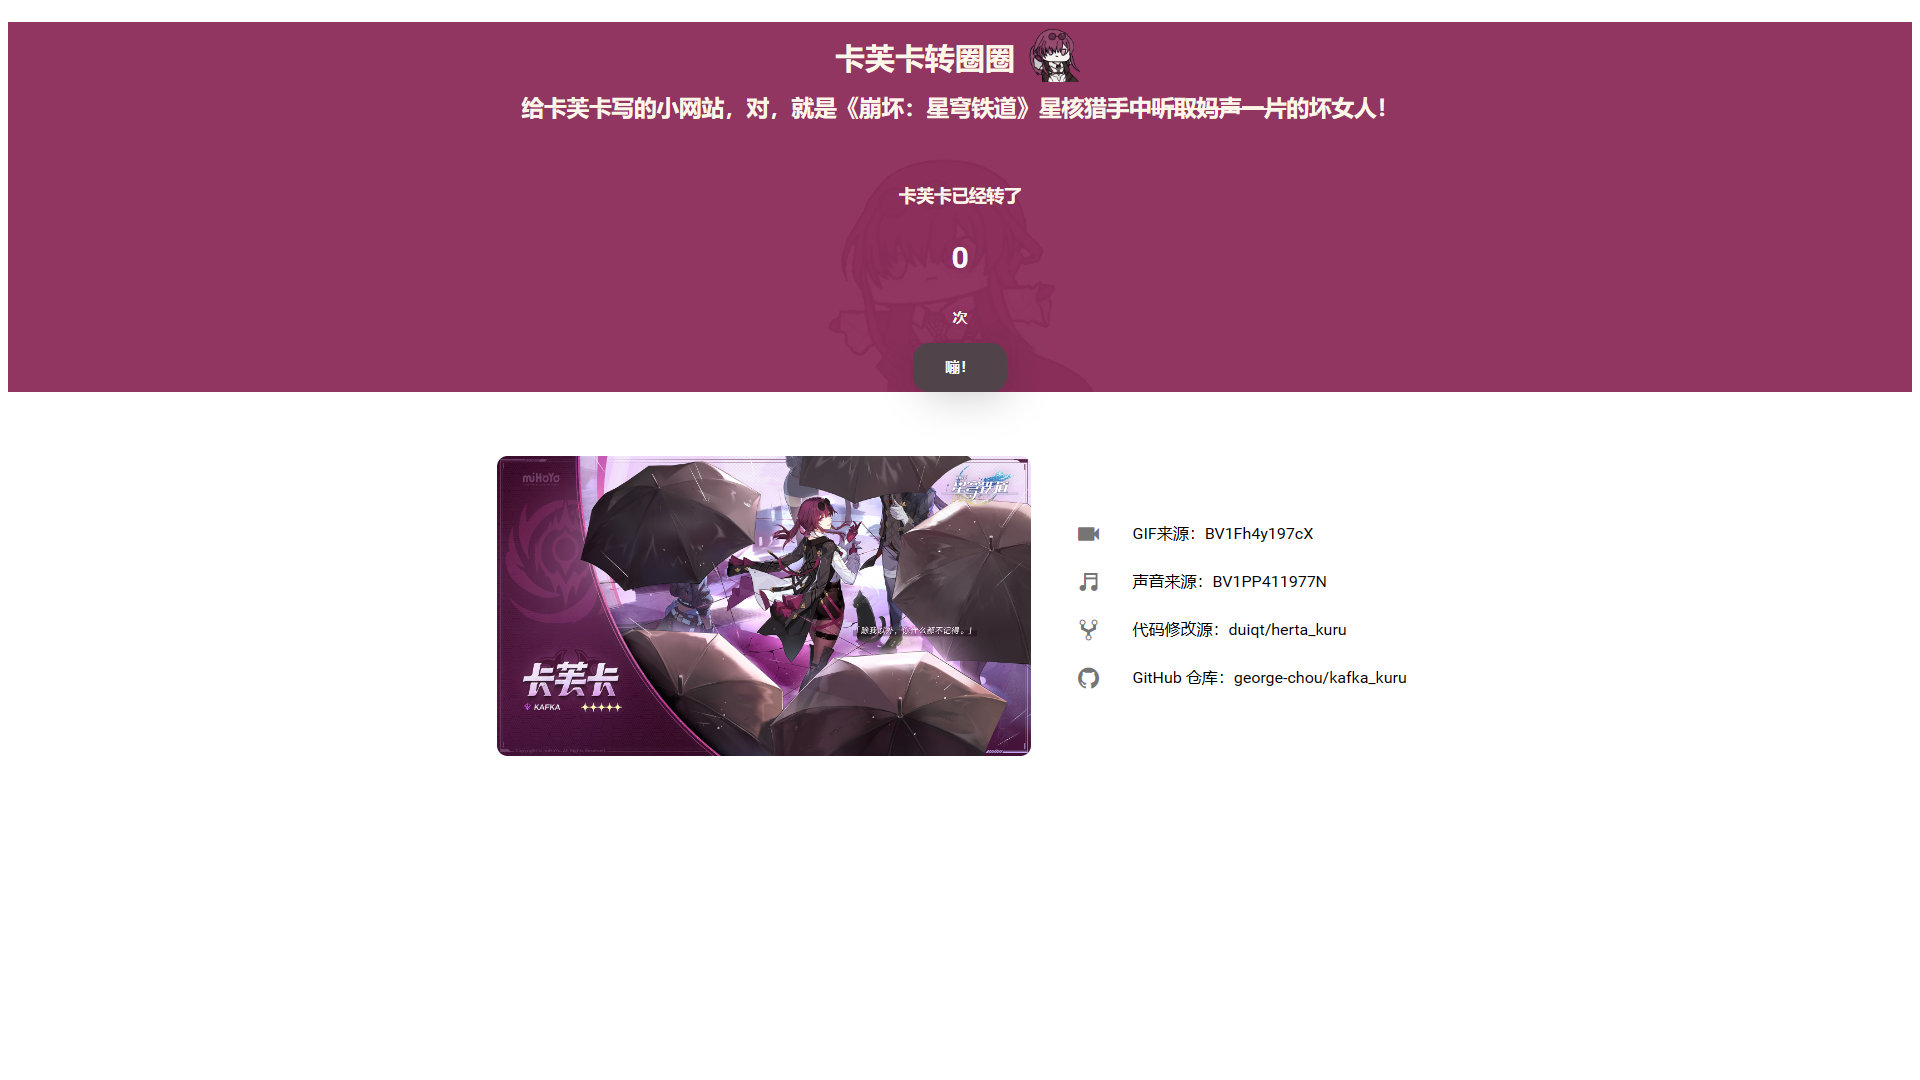 卡芙卡转圈圈
给卡芙卡写的小网站，对，就是《崩坏：星穹铁道》星核猎手中听取妈声一片的坏女人！
卡芙卡已经转了
0
次
嘣！
miHoYo
星穹铁道
「除我以外，你什么都不记得。」
卡芙卡
KAFKA
GIF来源：BV1Fh4y197cX
声音来源：BV1PP411977N
代码修改源：duiqt/herta_kuru
GitHub 仓库：george-chou/kafka_kuru